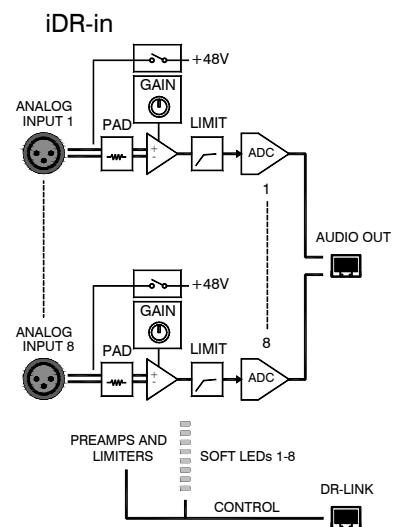 iDR-in
+48V
GAIN
ANALOG
INPUT 1
PAD
LIMIT
+
-
ADC
1
AUDIO OUT
+48V
GAIN
ANALOG
INPUT 8
PAD
LIMIT
8
+
-
ADC
PREAMPS AND
LIMITERS
SOFT LEDs 1-8
DR-LINK
CONTROL